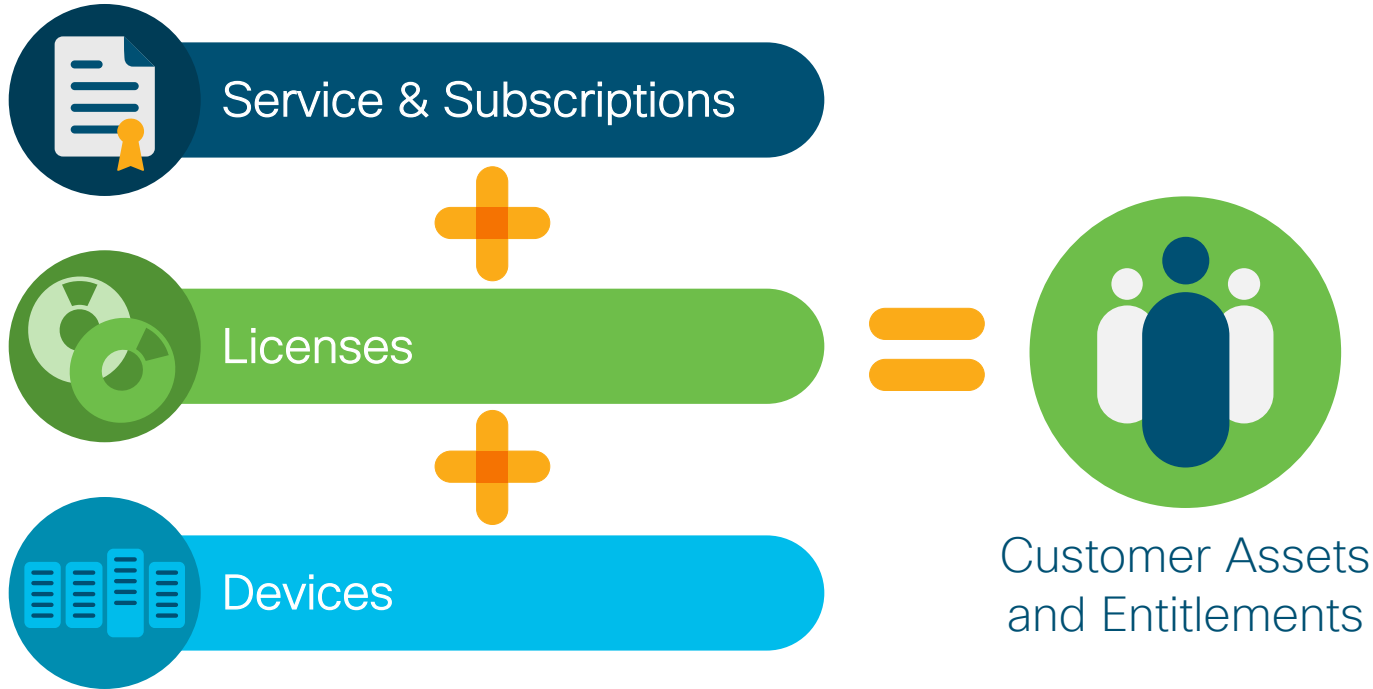 Service & Subscriptions
Licenses
Devices
Customer Assets
and Entitlements